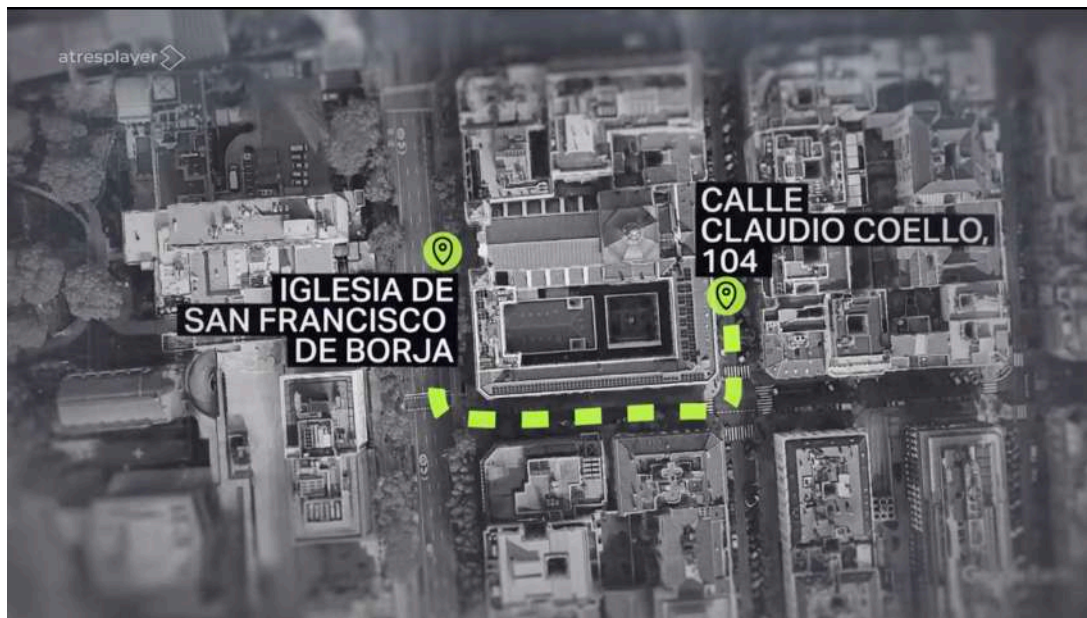 atresplayer
IGLESIA DE
SAN FRANCISCO
DE BORJA
CALLE
CLAUDIO COELLO,
104